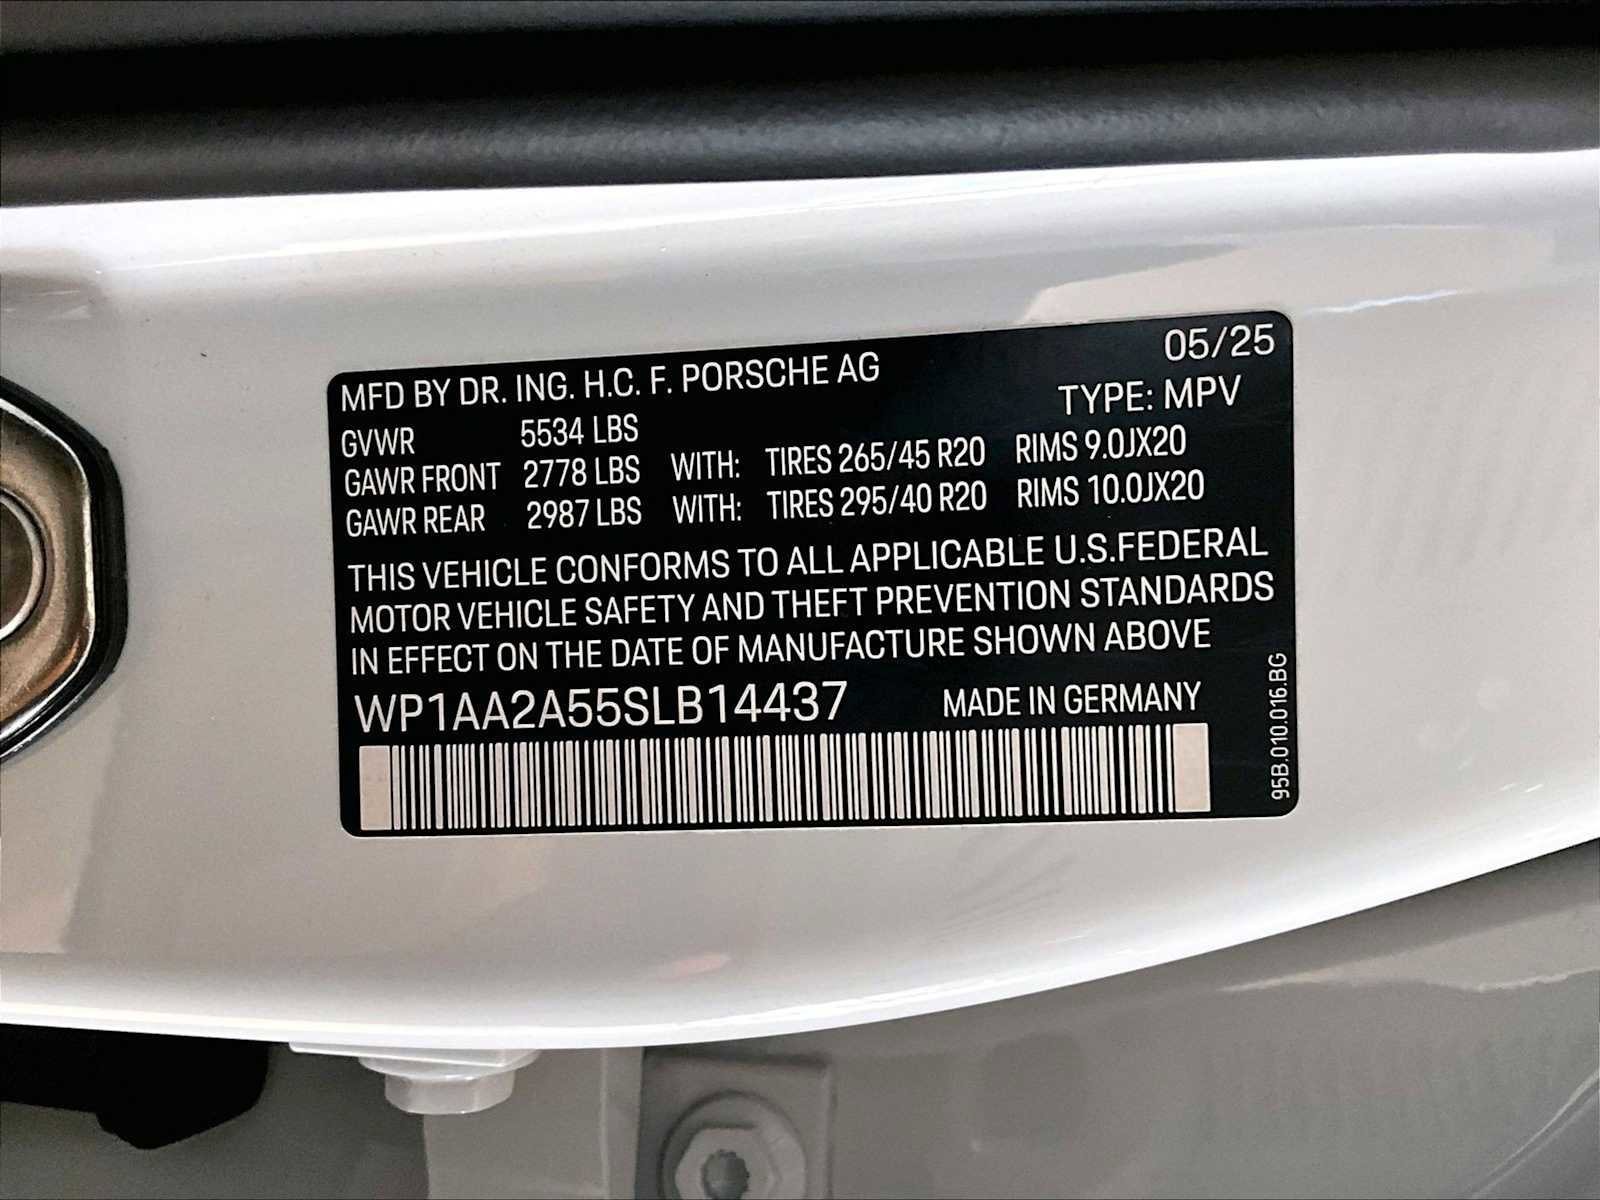 MFD BY DR. ING. H.C. F. PORSCHE AG 05/25
TYPE: MPV
GVWR 5534 LBS
GAWR FRONT 2778 LBS WITH: TIRES 265/45 R20 RIMS 9.0JX20
GAWR REAR 2987 LBS WITH: TIRES 295/40 R20 RIMS 10.0JX20
THIS VEHICLE CONFORMS TO ALL APPLICABLE U.S.FEDERAL
MOTOR VEHICLE SAFETY AND THEFT PREVENTION STANDARDS
IN EFFECT ON THE DATE OF MANUFACTURE SHOWN ABOVE
WP1AA2A55SLB14437 MADE IN GERMANY
95B.010.016.BG